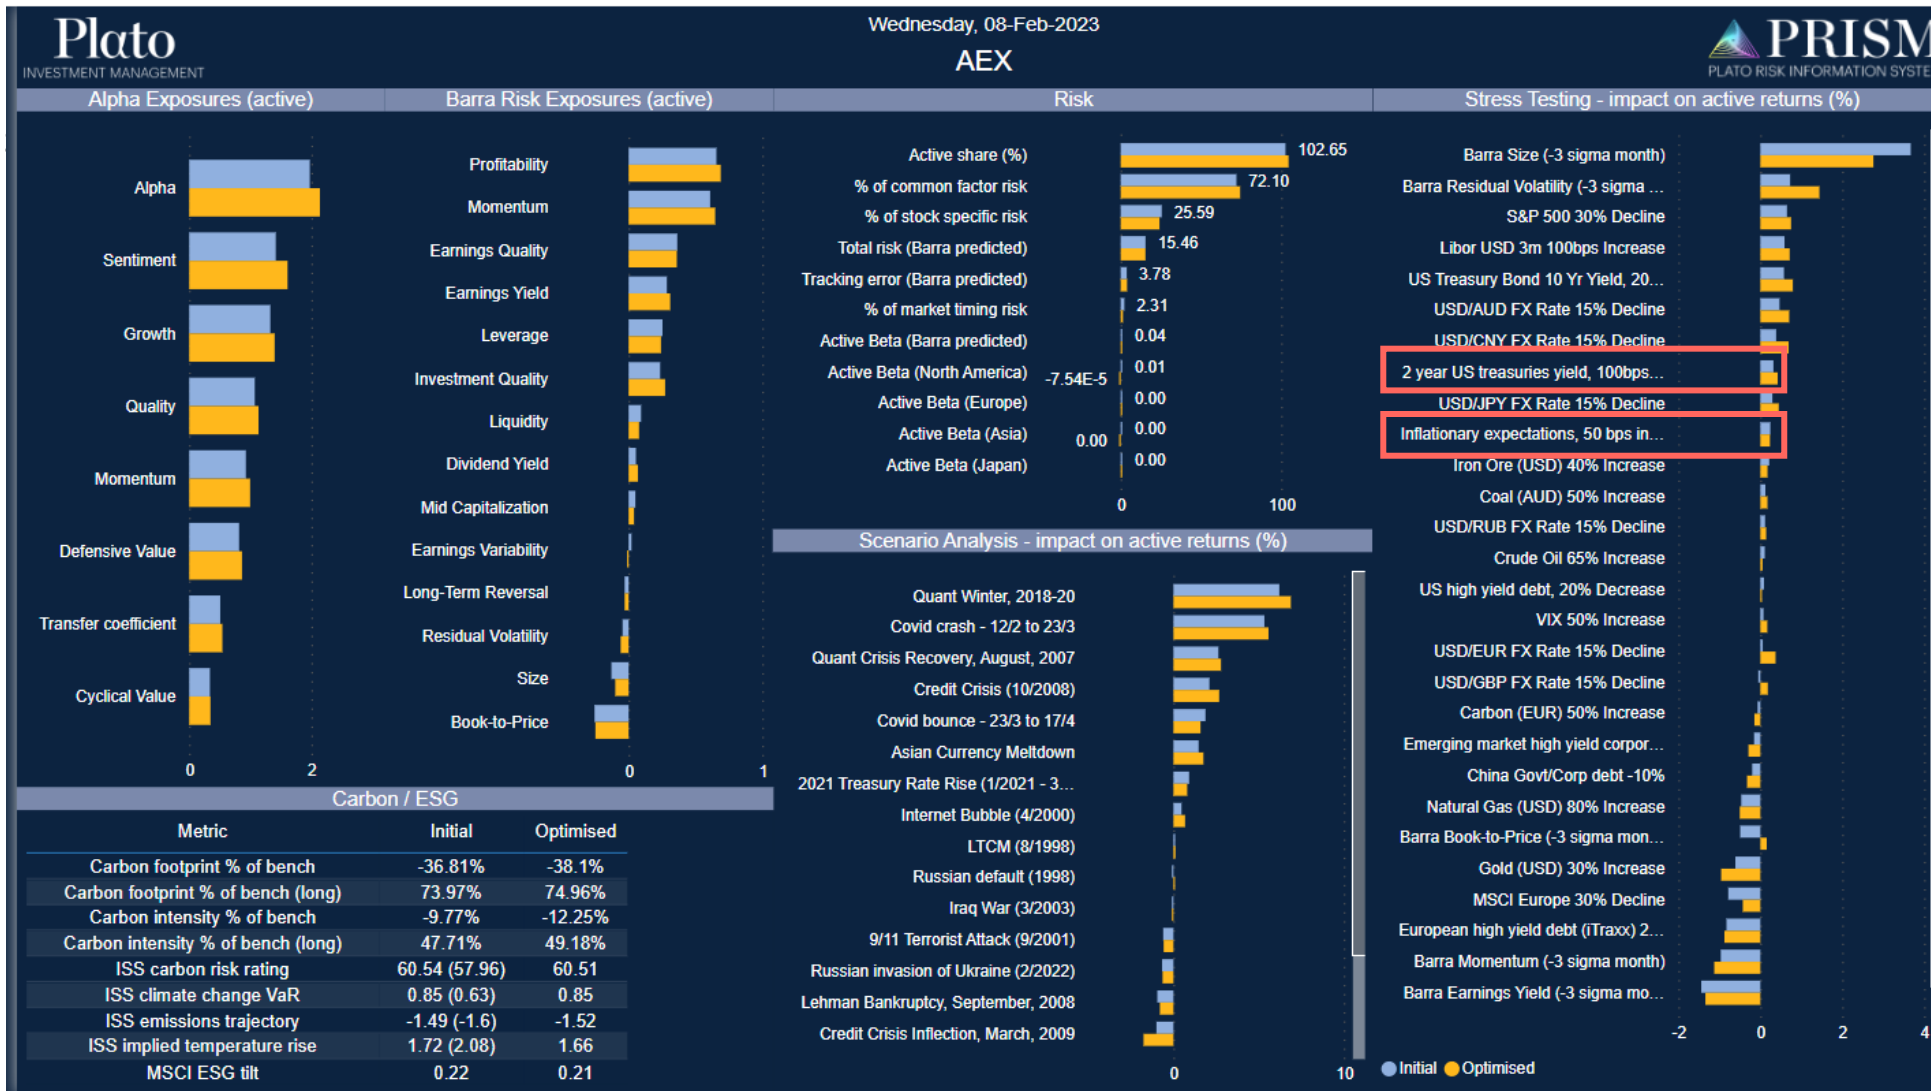 Plato
INVESTMENT MANAGEMENT
Wednesday, 08-Feb-2023
AEX
PRISM
PLATO RISK INFORMATION SYSTE
Alpha Exposures (active)
Alpha
Sentiment
Growth
Quality
Momentum
Defensive Value
Transfer coefficient
Cyclical Value
0 2
Barra Risk Exposures (active)
Profitability
Momentum
Earnings Quality
Earnings Yield
Leverage
Investment Quality
Liquidity
Dividend Yield
Mid Capitalization
Earnings Variability
Long-Term Reversal
Residual Volatility
Size
Book-to-Price
0 1
Carbon / ESG
Metric Initial Optimised
Carbon footprint % of bench -36.81% -38.1%
Carbon footprint % of bench (long) 73.97% 74.96%
Carbon intensity % of bench -9.77% -12.25%
Carbon intensity % of bench (long) 47.71% 49.18%
ISS carbon risk rating 60.54 (57.96) 60.51
ISS climate change VaR 0.85 (0.63) 0.85
ISS emissions trajectory -1.49 (-1.6) -1.52
ISS implied temperature rise 1.72 (2.08) 1.66
MSCI ESG tilt 0.22 0.21
Risk
Active share (%) 102.65
% of common factor risk 72.10
% of stock specific risk 25.59
Total risk (Barra predicted) 15.46
Tracking error (Barra predicted) 3.78
% of market timing risk 2.31
Active Beta (Barra predicted) 0.04
Active Beta (North America) -7.54E-5 0.01
Active Beta (Europe) 0.00
Active Beta (Asia) 0.00 0.00
Active Beta (Japan) 0.00
0 100
Scenario Analysis - impact on active returns (%)
Quant Winter, 2018-20
Covid crash - 12/2 to 23/3
Quant Crisis Recovery, August, 2007
Credit Crisis (10/2008)
Covid bounce - 23/3 to 17/4
Asian Currency Meltdown
2021 Treasury Rate Rise (1/2021 - 3...
Internet Bubble (4/2000)
LTCM (8/1998)
Russian default (1998)
Iraq War (3/2003)
9/11 Terrorist Attack (9/2001)
Russian invasion of Ukraine (2/2022)
Lehman Bankruptcy, September, 2008
Credit Crisis Inflection, March, 2009
0 10
Stress Testing - impact on active returns (%)
Barra Size (-3 sigma month)
Barra Residual Volatility (-3 sigma ...
S&P 500 30% Decline
Libor USD 3m 100bps Increase
US Treasury Bond 10 Yr Yield, 20...
USD/AUD FX Rate 15% Decline
USD/CNY FX Rate 15% Decline
2 year US treasuries yield, 100bps...
USD/JPY FX Rate 15% Decline
Inflationary expectations, 50 bps in...
Iron Ore (USD) 40% Increase
Coal (AUD) 50% Increase
USD/RUB FX Rate 15% Decline
Crude Oil 65% Increase
US high yield debt, 20% Decrease
VIX 50% Increase
USD/EUR FX Rate 15% Decline
USD/GBP FX Rate 15% Decline
Carbon (EUR) 50% Increase
Emerging market high yield corpor...
China Govt/Corp debt -10%
Natural Gas (USD) 80% Increase
Barra Book-to-Price (-3 sigma mon...
Gold (USD) 30% Increase
MSCI Europe 30% Decline
European high yield debt (iTraxx) 2...
Barra Momentum (-3 sigma month)
Barra Earnings Yield (-3 sigma mo...
-2 0 2 4
Initial Optimised